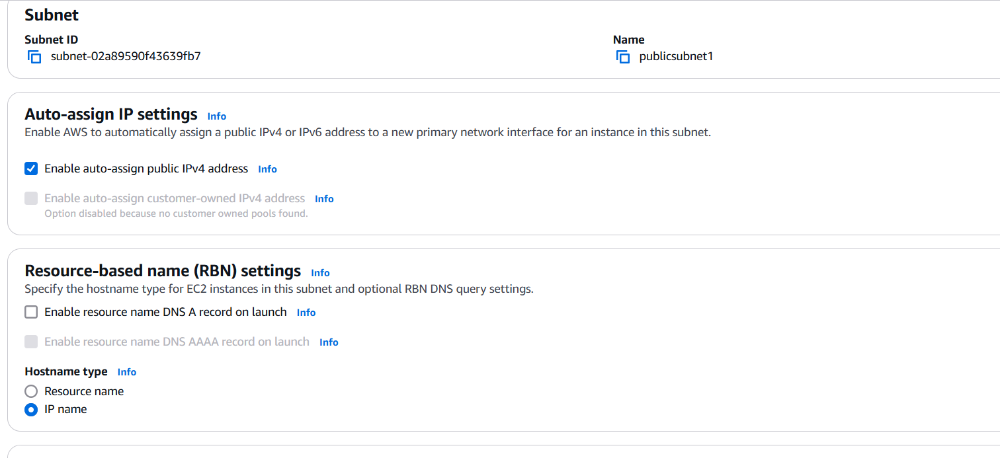 Subnet
Subnet ID
Name
subnet-02a89590f43639fb7
publicsubnet1
Auto-assign IP settings Info
Enable AWS to automatically assign a public IPv4 or IPv6 address to a new primary network interface for an instance in this subnet.
Enable auto-assign public IPv4 address Info
Enable auto-assign customer-owned IPv4 address Info
Option disabled because no customer owned pools found.
Resource-based name (RBN) settings Info
Specify the hostname type for EC2 instances in this subnet and optional RBN DNS query settings.
Enable resource name DNS A record on launch Info
Enable resource name DNS AAAA record on launch Info
Hostname type Info
Resource name
IP name